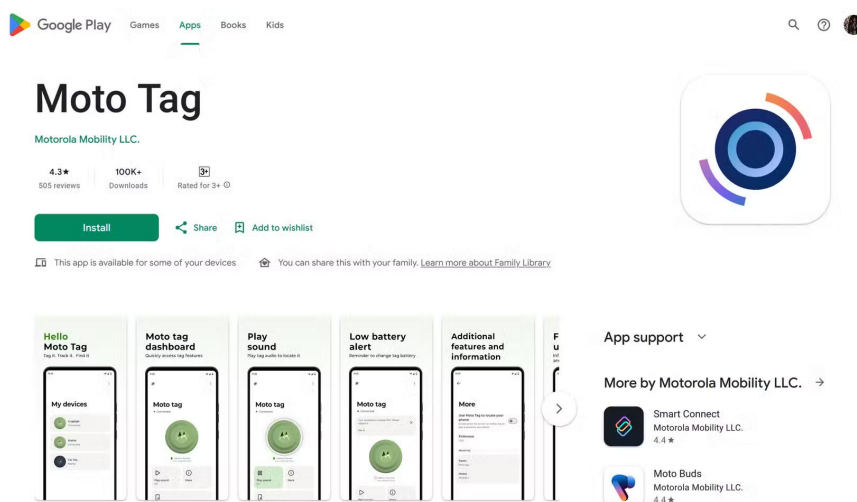 Google Play
Games
Apps
Books
Kids
Moto Tag
Motorola Mobility LLC.
4.3★
505 reviews
100K+
Downloads
3+
Rated for 3+
Install
Share
Add to wishlist
This app is available for some of your devices
You can share this with your family. Learn more about Family Library
Hello
Moto Tag
Tag it. Track it. Find it
My devices
Moto tag
dashboard
Quickly access tag features
Moto tag
Play sound
Play
sound
Play tag audio to locate it
Moto tag
Play sound
Low battery
alert
Reminder to change tag battery
Moto tag
Additional
features and
information
More
Use Moto Tag to locate your
phone
F
App support
More by Motorola Mobility LLC.
Smart Connect
Motorola Mobility LLC.
4.4★
Moto Buds
Motorola Mobility LLC.
4.4★